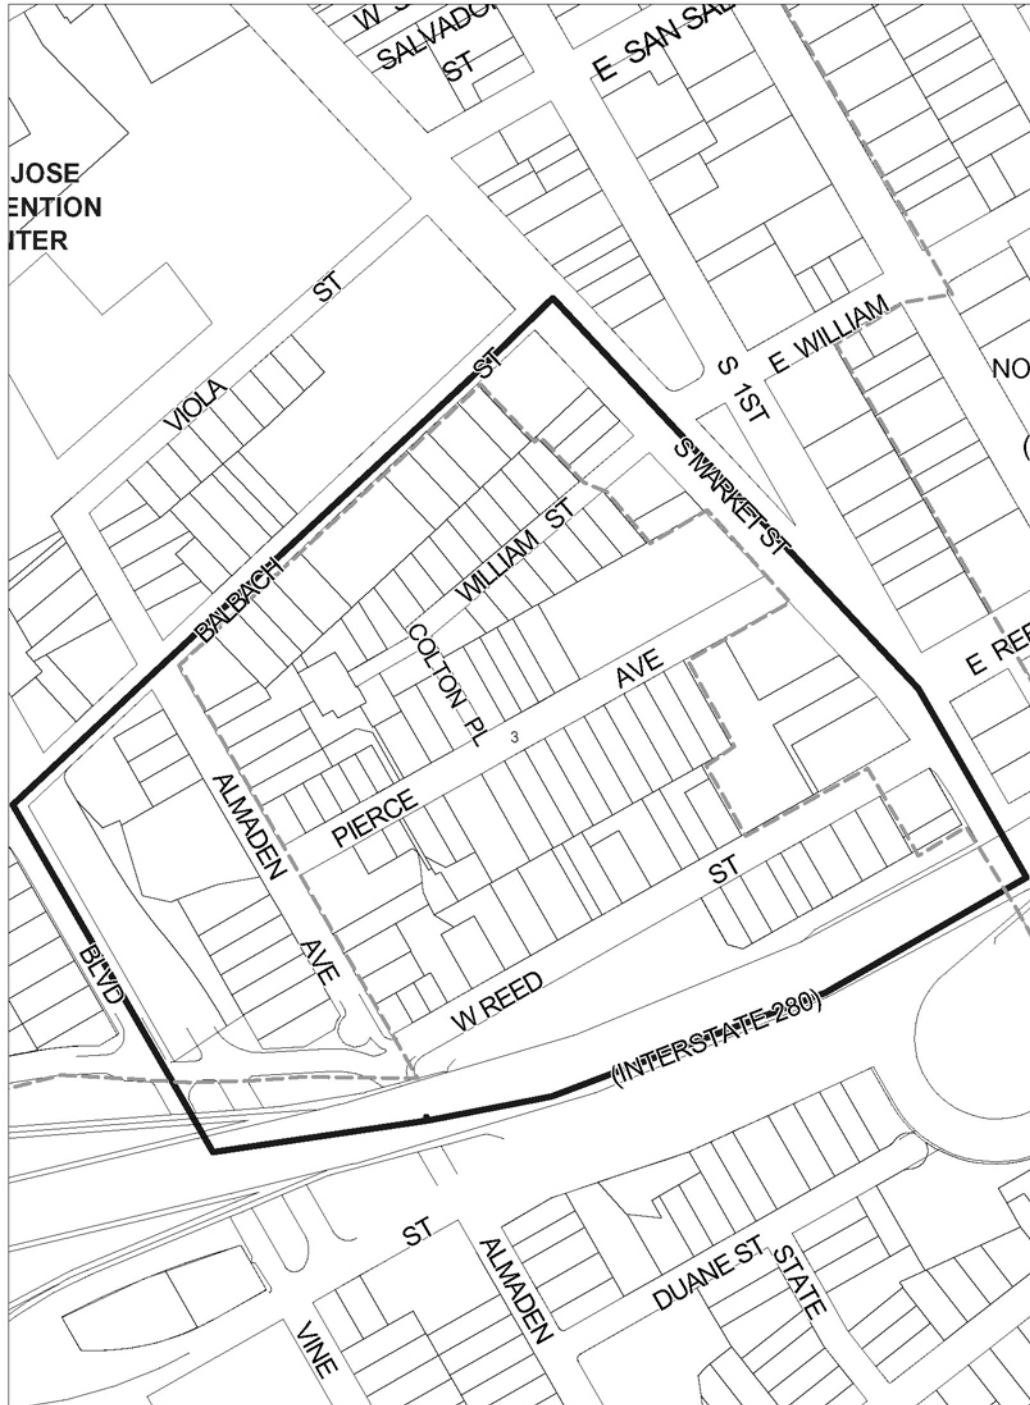 W S
SALVADO
ST
E SAN SAL
JOSE
ENTION
NTER
ST
VIOLA
E WILLIAM
S 1ST
NO
(
ST
S MARKET ST
WILLIAM ST
BALBACH
COLTON PL
AVE
E REE
3
ALMADEN
PIERCE
ST
AVE
BLVD
W REED
(INTERSTATE 280)
ST
ALMADEN
DUANE ST
STATE
VINE